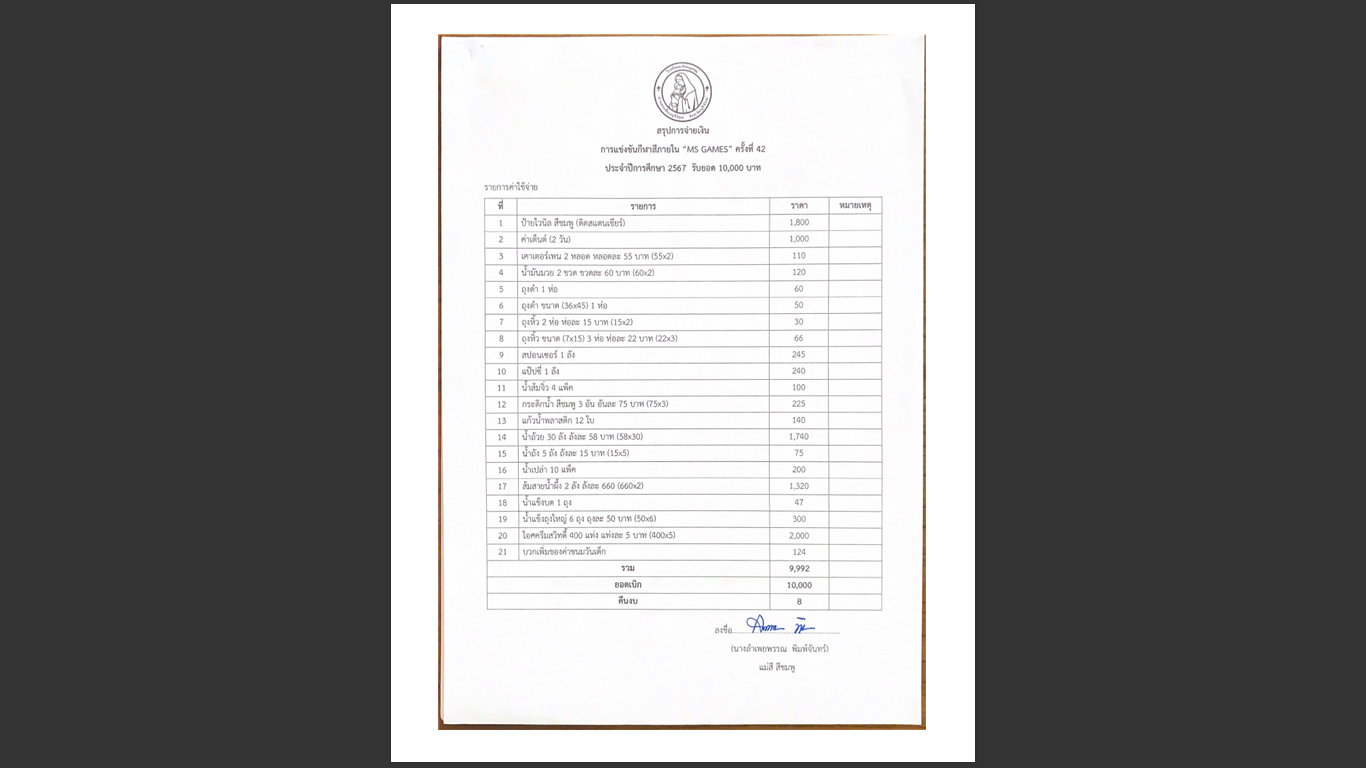 สรุปการจ่ายเงิน
การแข่งขันกีฬาสีภายใน "MS GAMES" ครั้งที่ 42
ประจำปีการศึกษา 2567 รับยอด 10,000 บาท
รายการค่าใช้จ่าย
ที่ รายการ ราคา หมายเหตุ
1 ป้ายไวนิล สีชมพู (ติดสแตนเชียร์) 1,800
2 ค่าเต็นต์ (2 วัน) 1,000
3 เคาเตอร์เพน 2 หลอด หลอดละ 55 บาท (55x2) 110
4 น้ำมันมวย 2 ขวด ขวดละ 60 บาท (60x2) 120
5 ถุงดำ 1 ห่อ 60
6 ถุงดำ ขนาด (36x45) 1 ห่อ 50
7 ถุงหิ้ว 2 ห่อ ห่อละ 15 บาท (15x2) 30
8 ถุงหิ้ว ขนาด (7x15) 3 ห่อ ห่อละ 22 บาท (22x3) 66
9 สปอนเซอร์ 1 ลัง 245
10 แป๊ปซี่ 1 ลัง 240
11 น้ำส้มจิ๋ว 4 แพ็ค 100
12 กระติกน้ำ สีชมพู 3 อัน อันละ 75 บาท (75x3) 225
13 แก้วน้ำพลาสติก 12 ใบ 140
14 น้ำถ้วย 30 ลัง ลังละ 58 บาท (58x30) 1,740
15 น้ำถัง 5 ถัง ถังละ 15 บาท (15x5) 75
16 น้ำเปล่า 10 แพ็ค 200
17 ส้มสายน้ำผึ้ง 2 ลัง ลังละ 660 (660x2) 1,320
18 น้ำแข็งบด 1 ถุง 47
19 น้ำแข็งถุงใหญ่ 6 ถุง ถุงละ 50 บาท (50x6) 300
20 ไอศครีมสวิทตี้ 400 แท่ง แท่งละ 5 บาท (400x5) 2,000
21 บวกเพิ่มของค่าขนมวันเด็ก 124
รวม 9,992
ยอดเบิก 10,000
คืนงบ 8
ลงชื่อ
(นางลำเพยพรรณ พิมพ์จันทร์)
แม่สี สีชมพู